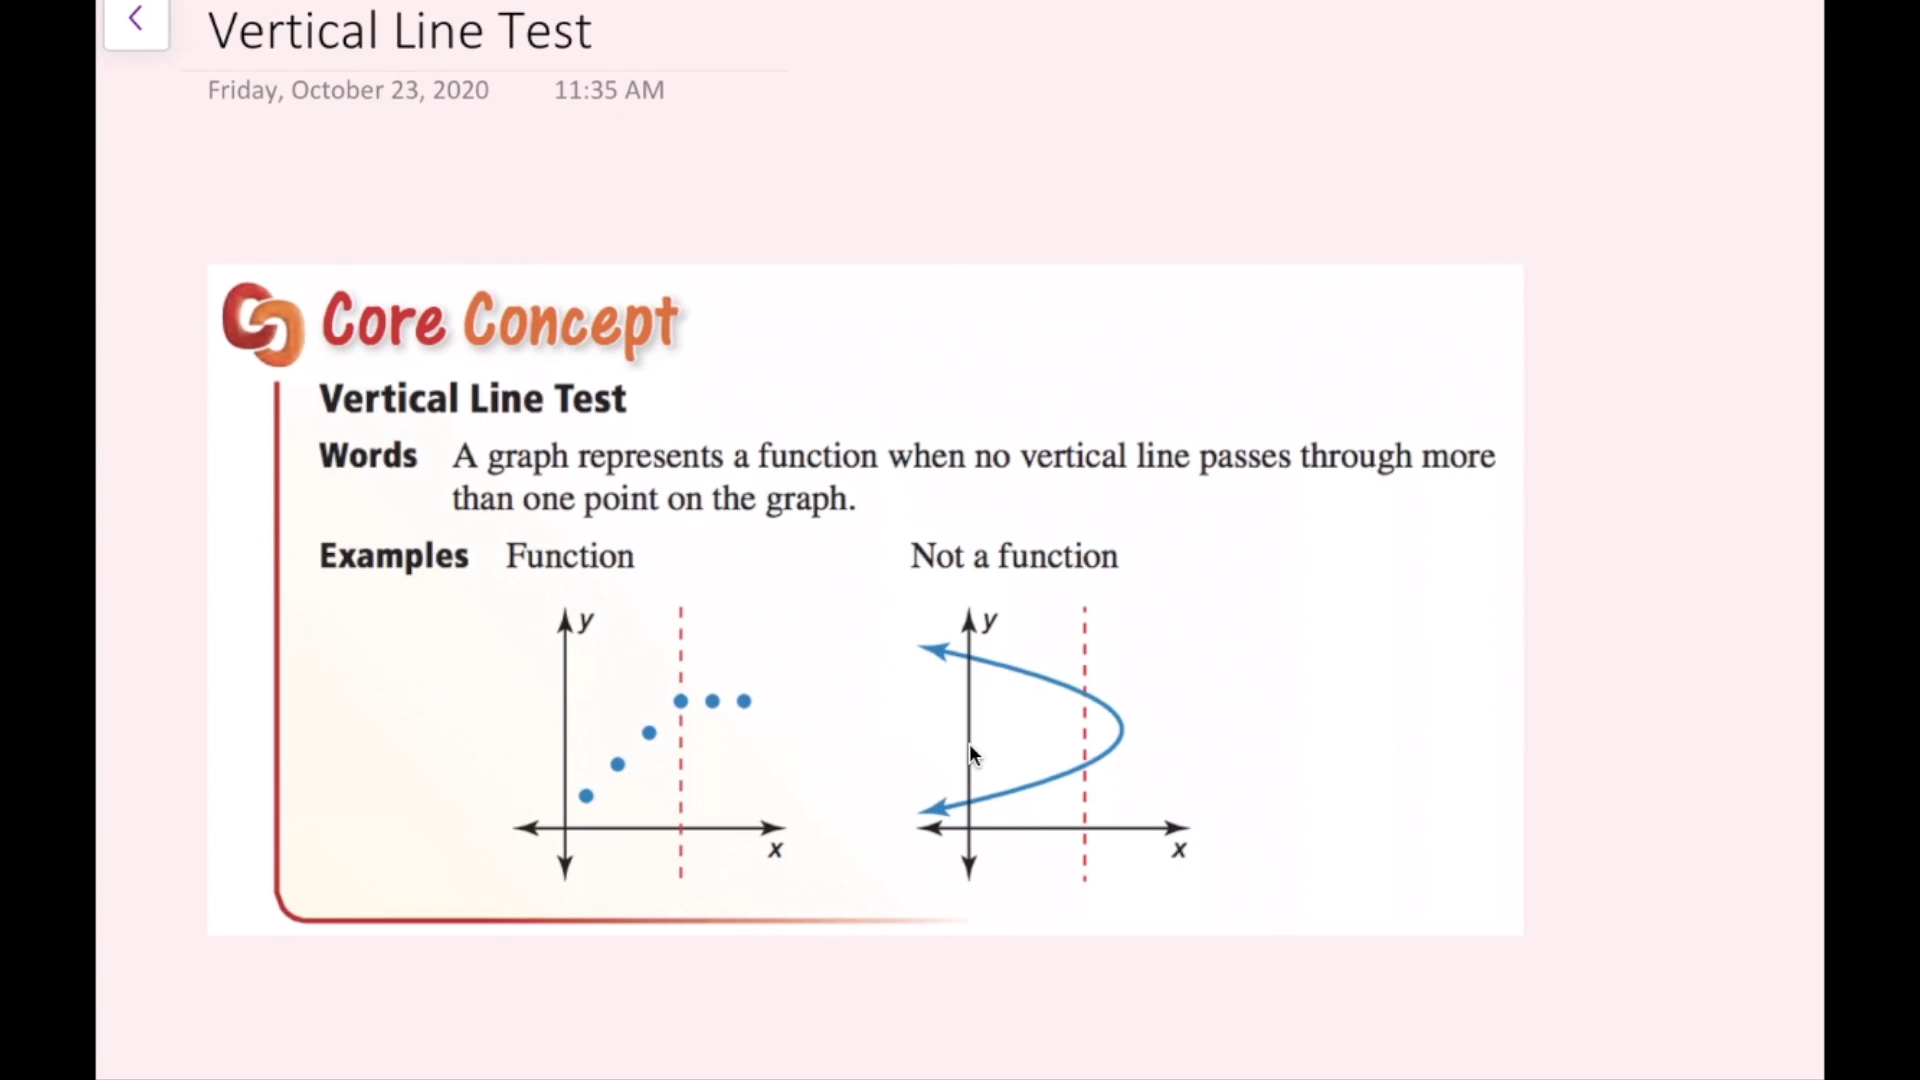 Vertical Line Test
Friday, October 23, 2020 11:35 AM
Core Concept
Vertical Line Test
Words A graph represents a function when no vertical line passes through more
than one point on the graph.
Examples Function Not a function
y y
x x